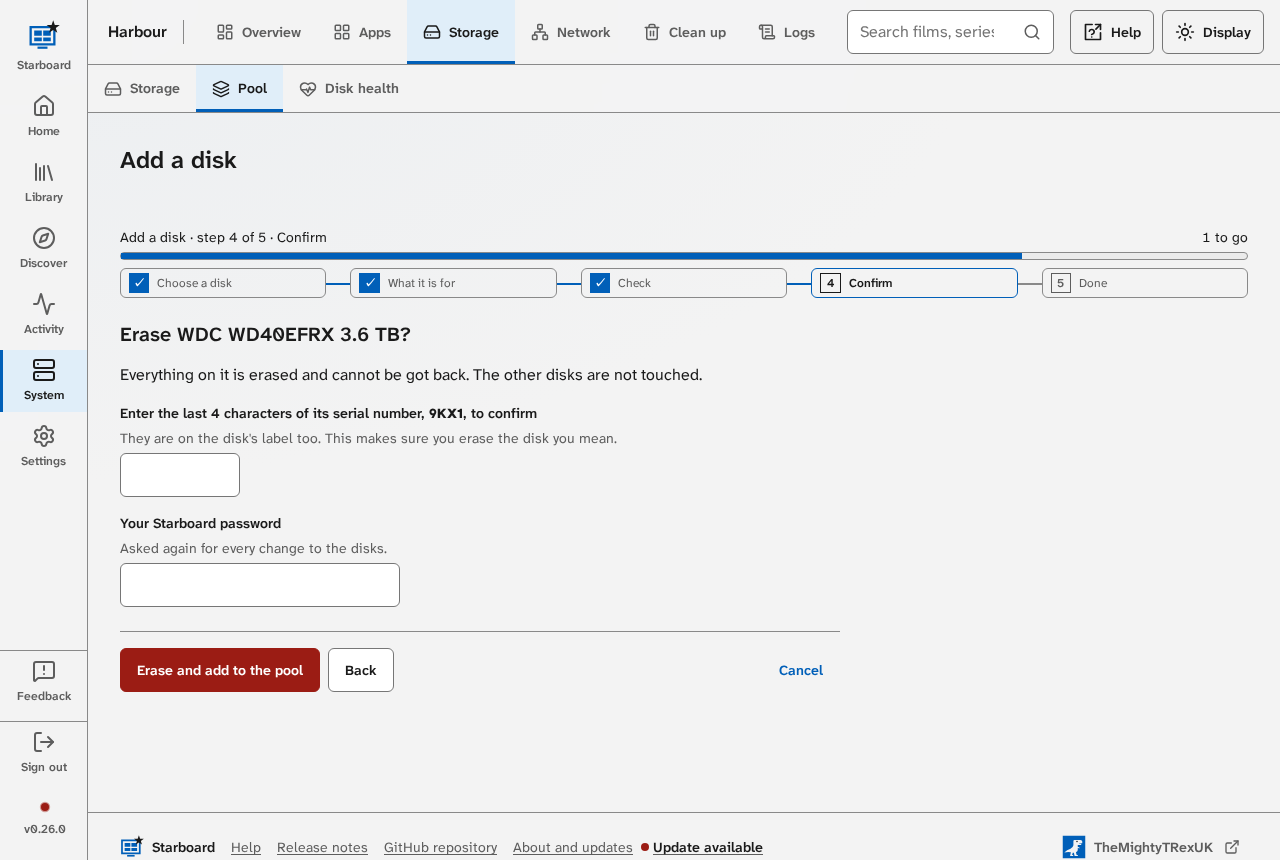 Starboard
Home
Library
Discover
Activity
System
Settings
Feedback
Sign out
v0.26.0
Harbour
Overview
Apps
Storage
Network
Clean up
Logs
Search films, series
Help
Display
Storage
Pool
Disk health
Add a disk
Add a disk · step 4 of 5 · Confirm
1 to go
✓ Choose a disk
✓ What it is for
✓ Check
4 Confirm
5 Done
Erase WDC WD40EFRX 3.6 TB?
Everything on it is erased and cannot be got back. The other disks are not touched.
Enter the last 4 characters of its serial number, 9KX1, to confirm
They are on the disk's label too. This makes sure you erase the disk you mean.
Your Starboard password
Asked again for every change to the disks.
Erase and add to the pool
Back
Cancel
Starboard
Help
Release notes
GitHub repository
About and updates
Update available
TheMightyTRexUK